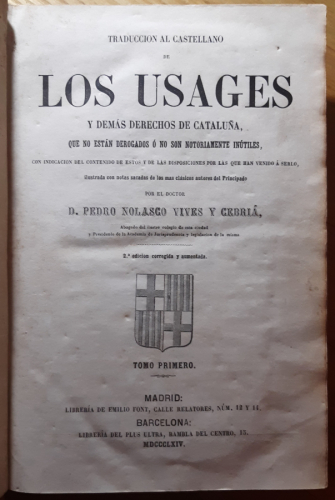 TRADUCCION AL CASTELLANO
DE
LOS USAGES
Y DEMÁS DERECHOS DE CATALUÑA,
QUE NO ESTÁN DEROGADOS Ó NO SON NOTORIAMENTE INÚTILES,
CON INDICACION DEL CONTENIDO DE ESTOS Y DE LAS DISPOSICIONES POR LAS QUE HAN VENIDO Á SERLO,
ilustrada con notas sacadas de los mas clásicos autores del Principado
POR EL DOCTOR
D. PEDRO NOLASCO VIVES Y CEBRIÁ,
Abogado del ilustre colegio de esta ciudad
y Presidente de la Academia de Jurisprudencia y legislacion de la misma
2.ª edicion corregida y aumentada.
TOMO PRIMERO.
MADRID:
LIBRERÍA DE EMILIO FONT, CALLE RELATORES, NÚM. 12 Y 14.
BARCELONA:
LIBRERÍA DEL PLUS ULTRA, RAMBLA DEL CENTRO, 15.
MDCCCLXIV.